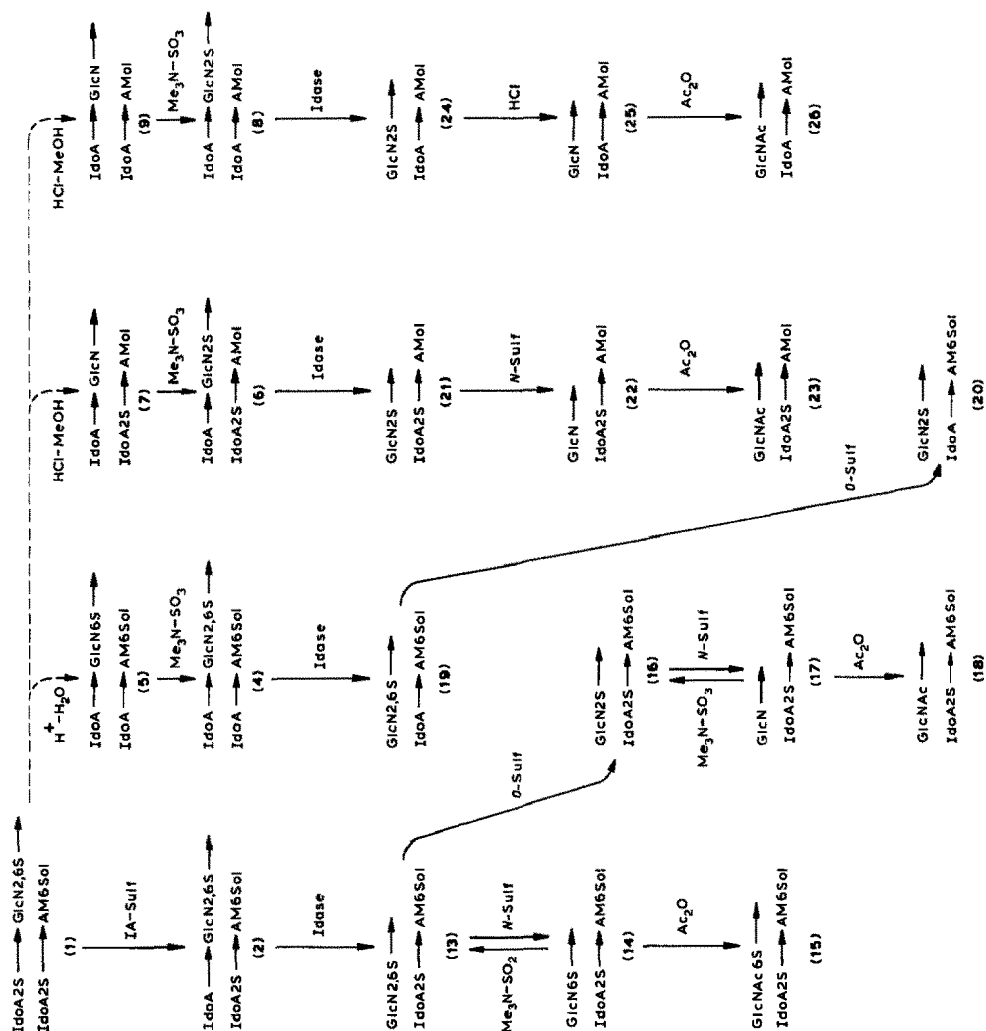 IdoA2S→GlcN2,6S→
IdoA2S→AM6Sol
(1)
IA-Sulf
IdoA→GlcN2,6S→
IdoA2S→AM6Sol
(2)
Idase
GlcN2,6S→
IdoA2S→AM6Sol
(13)
Me₃N-SO₂
N-Sulf
GlcN6S→
IdoA2S→AM6Sol
(14)
Ac₂O
GlcNAc6S→
IdoA2S→AM6Sol
(15)
H⁺-H₂O
IdoA→GlcN6S→
IdoA→AM6Sol
(5)
Me₃N-SO₃
IdoA→GlcN2,6S→
IdoA→AM6Sol
(4)
Idase
GlcN2,6S→
IdoA→AM6Sol
(19)
O-Sulf
GlcN2S→
IdoA2S→AM6Sol
(16)
Me₃N-SO₃
N-Sulf
GlcN→
IdoA2S→AM6Sol
(17)
Ac₂O
GlcNAc→
IdoA2S→AM6Sol
(18)
HCl-MeOH
IdoA→GlcN→
IdoA2S→AMol
(7)
Me₃N-SO₃
IdoA→GlcN2S→
IdoA2S→AMol
(6)
Idase
GlcN2S→
IdoA2S→AMol
(21)
N-Sulf
GlcN→
IdoA2S→AMol
(22)
Ac₂O
GlcNAc→
IdoA2S→AMol
(23)
O-Sulf
GlcN2S→
IdoA→AM6Sol
(20)
HCl-MeOH
IdoA→GlcN→
IdoA→AMol
(9)
Me₃N-SO₃
IdoA→GlcN2S→
IdoA→AMol
(8)
Idase
GlcN2S→
IdoA→AMol
(24)
HCl
GlcN→
IdoA→AMol
(25)
Ac₂O
GlcNAc→
IdoA→AMol
(26)